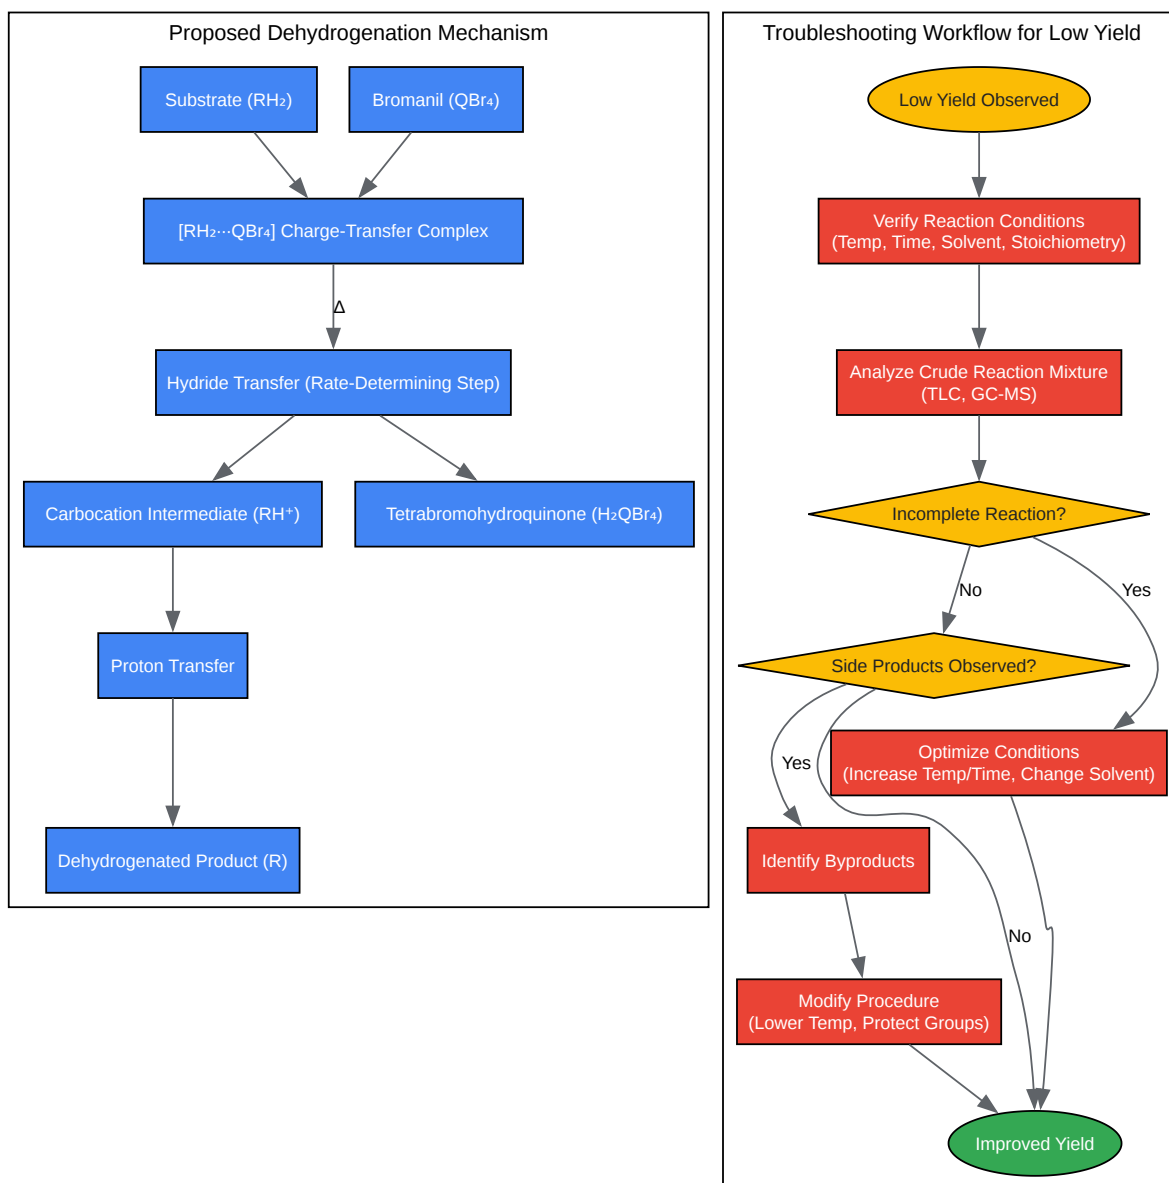 Proposed Dehydrogenation Mechanism
Substrate (RH₂)
Bromanil (QBr₄)
[RH₂···QBr₄] Charge-Transfer Complex
Δ
Hydride Transfer (Rate-Determining Step)
Carbocation Intermediate (RH⁺)
Tetrabromohydroquinone (H₂QBr₄)
Proton Transfer
Dehydrogenated Product (R)
Troubleshooting Workflow for Low Yield
Low Yield Observed
Verify Reaction Conditions
(Temp, Time, Solvent, Stoichiometry)
Analyze Crude Reaction Mixture
(TLC, GC-MS)
Incomplete Reaction?
No
Yes
Side Products Observed?
Yes
Optimize Conditions
(Increase Temp/Time, Change Solvent)
Identify Byproducts
No
Modify Procedure
(Lower Temp, Protect Groups)
Improved Yield